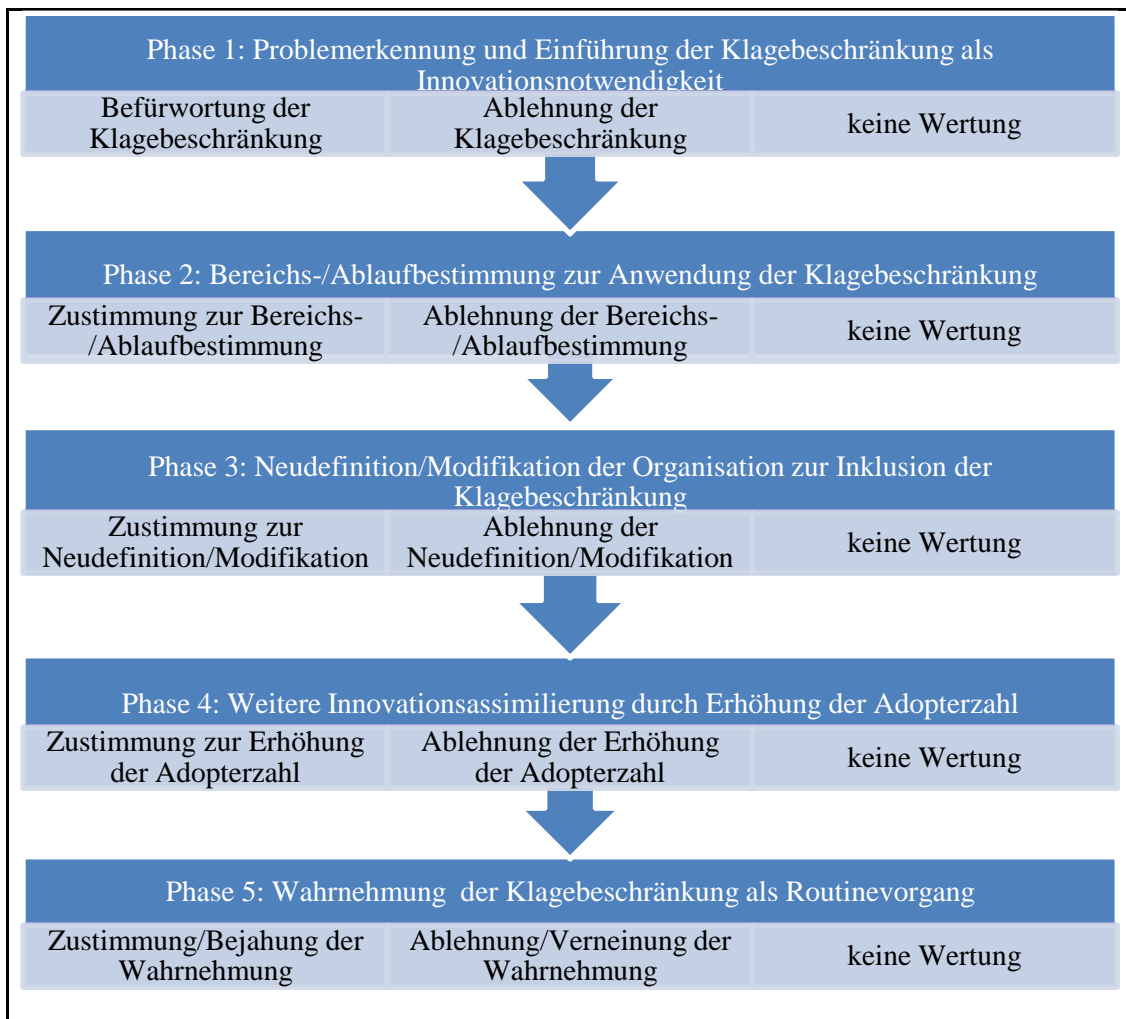 Phase 1: Problemerkennung und Einführung der Klagebeschränkung als
Innovationsnotwendigkeit
Befürwortung der
Klagebeschränkung
Ablehnung der
Klagebeschränkung
keine Wertung
Phase 2: Bereichs-/Ablaufbestimmung zur Anwendung der Klagebeschränkung
Zustimmung zur Bereichs-
/Ablaufbestimmung
Ablehnung der Bereichs-
/Ablaufbestimmung
keine Wertung
Phase 3: Neudefinition/Modifikation der Organisation zur Inklusion der
Klagebeschränkung
Zustimmung zur
Neudefinition/Modifikation
Ablehnung der
Neudefinition/Modifikation
keine Wertung
Phase 4: Weitere Innovationsassimilierung durch Erhöhung der Adopterzahl
Zustimmung zur Erhöhung
der Adopterzahl
Ablehnung der Erhöhung
der Adopterzahl
keine Wertung
Phase 5: Wahrnehmung der Klagebeschränkung als Routinevorgang
Zustimmung/Bejahung der
Wahrnehmung
Ablehnung/Verneinung der
Wahrnehmung
keine Wertung